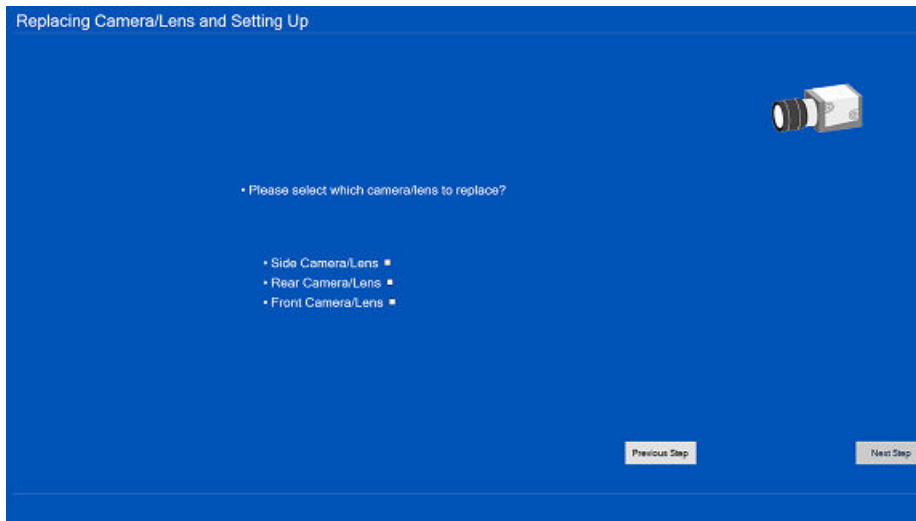 Replacing Camera/Lens and Setting Up
• Please select which camera/lens to replace?
• Side Camera/Lens
• Rear Camera/Lens
• Front Camera/Lens
Previous Step
Next Step